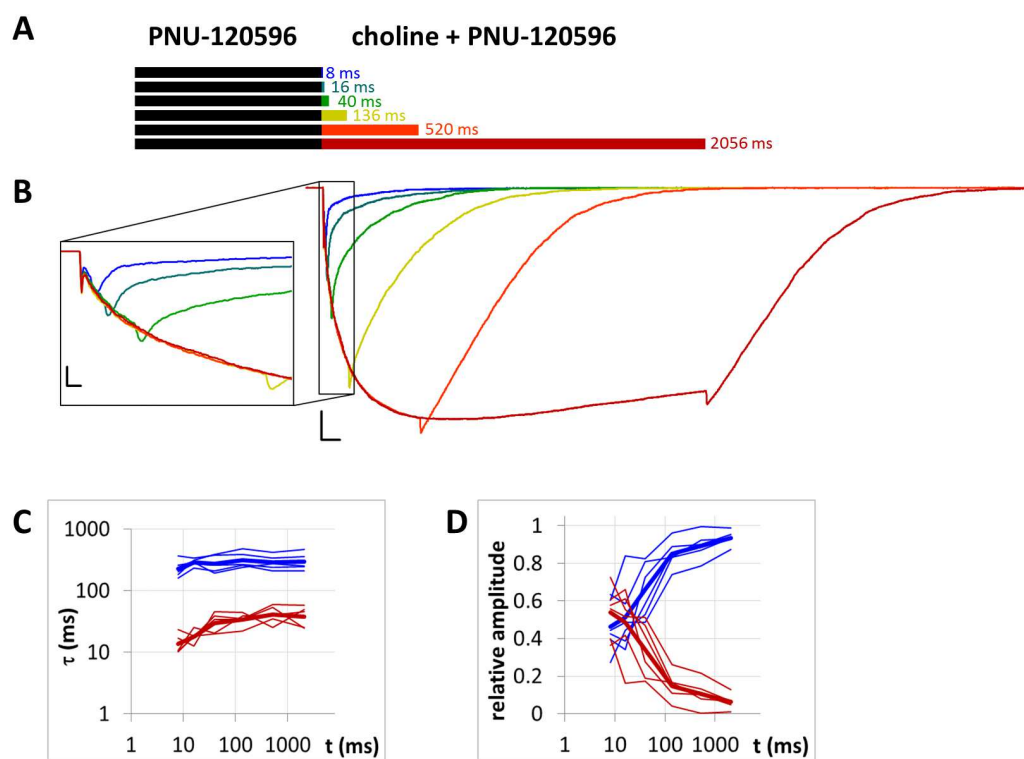 A
PNU-120596 choline + PNU-120596
8 ms
16 ms
40 ms
136 ms
520 ms
2056 ms
B
C
1000
100
10
1
τ (ms)
1 10 100 1000 t (ms)
D
1
0.8
0.6
0.4
0.2
0
relative amplitude
1 10 100 1000 t (ms)